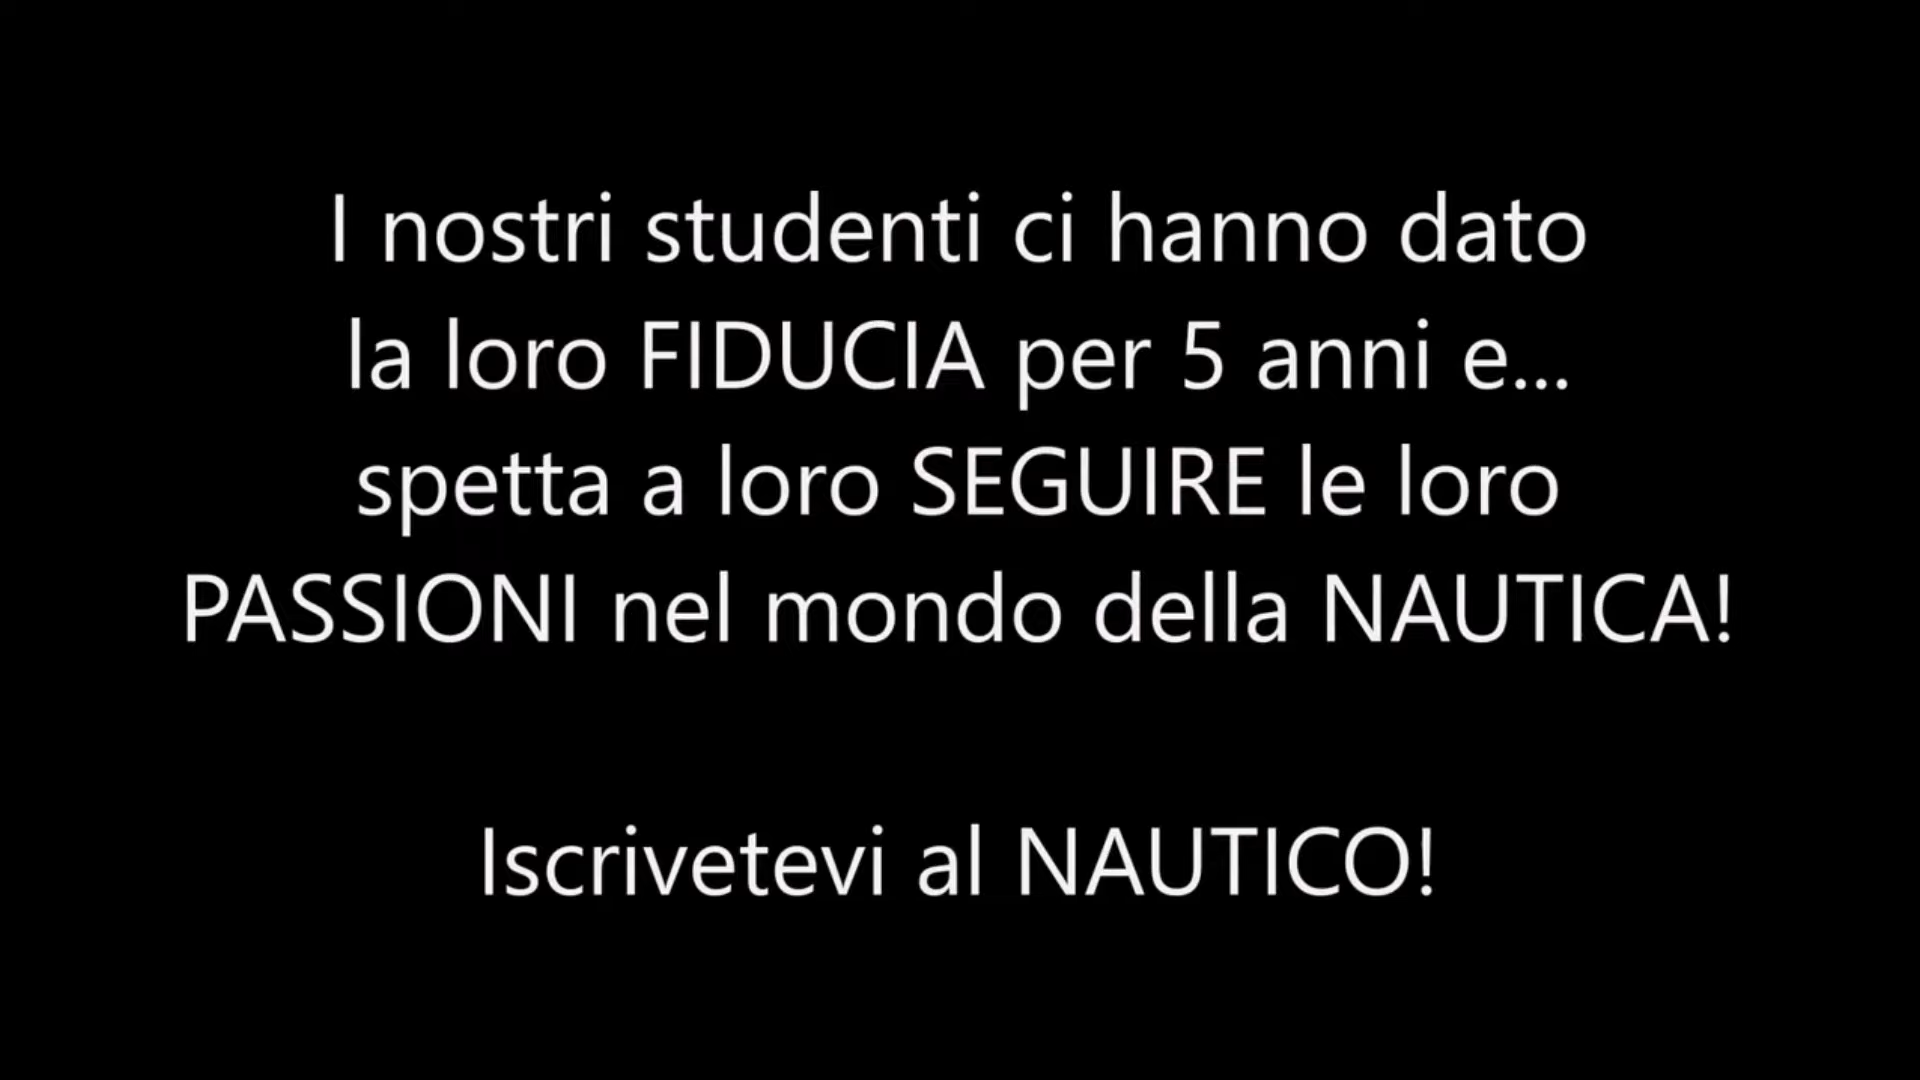 I nostri studenti ci hanno dato
la loro FIDUCIA per 5 anni e...
spetta a loro SEGUIRE le loro
PASSIONI nel mondo della NAUTICA!
Iscrivetevi al NAUTICO!